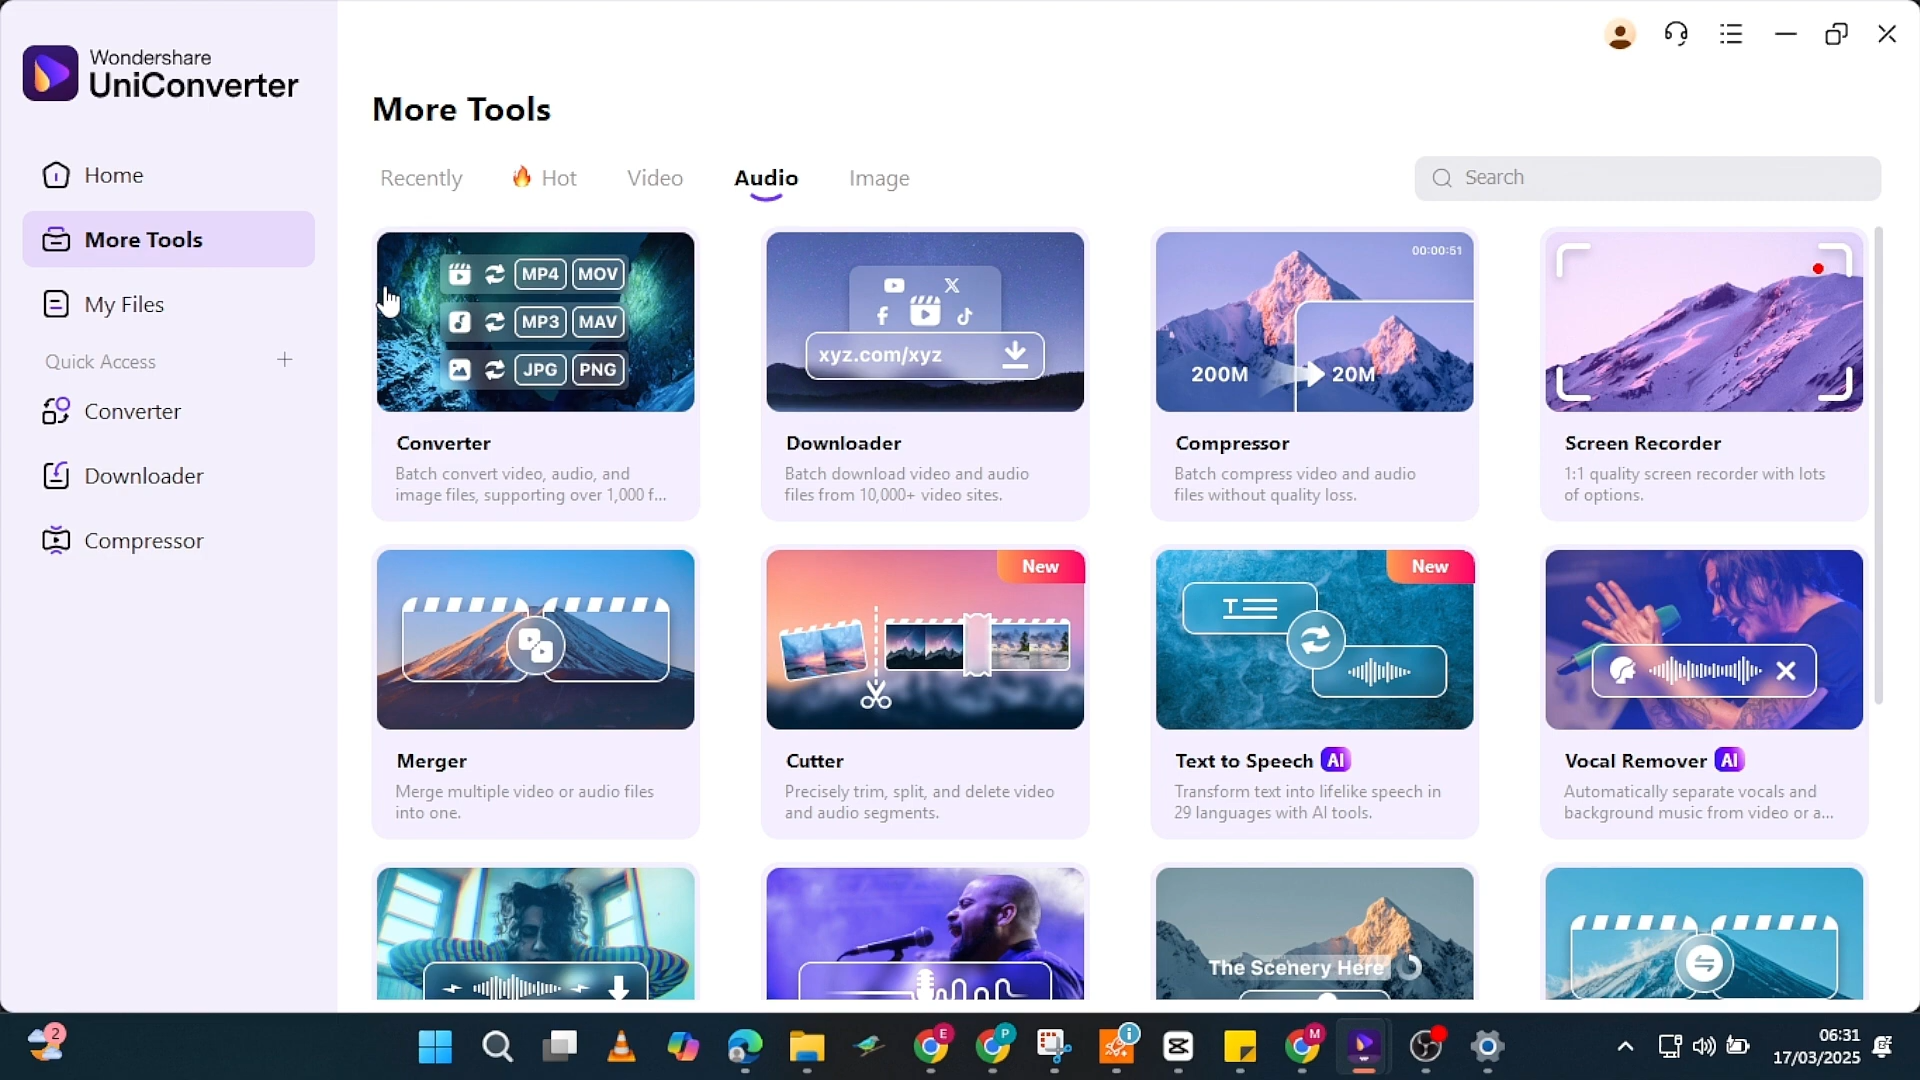 Wondershare
UniConverter
Home
More Tools
My Files
Quick Access
Converter
Downloader
Compressor
More Tools
Recently
Hot
Video
Audio
Image
Search
MP4
MOV
MP3
MAV
JPG
PNG
Converter
Batch convert video, audio, and
image files, supporting over 1,000 f...
xyz.com/xyz
Downloader
Batch download video and audio
files from 10,000+ video sites.
00:00:51
200M
20M
Compressor
Batch compress video and audio
files without quality loss.
Screen Recorder
1:1 quality screen recorder with lots
of options.
Merger
Merge multiple video or audio files
into one.
New
Cutter
Precisely trim, split, and delete video
and audio segments.
New
T
Text to Speech AI
Transform text into lifelike speech in
29 languages with AI tools.
Vocal Remover AI
Automatically separate vocals and
background music from video or a...
The Scenery Here
2
E
P
M
06:31
17/03/2025